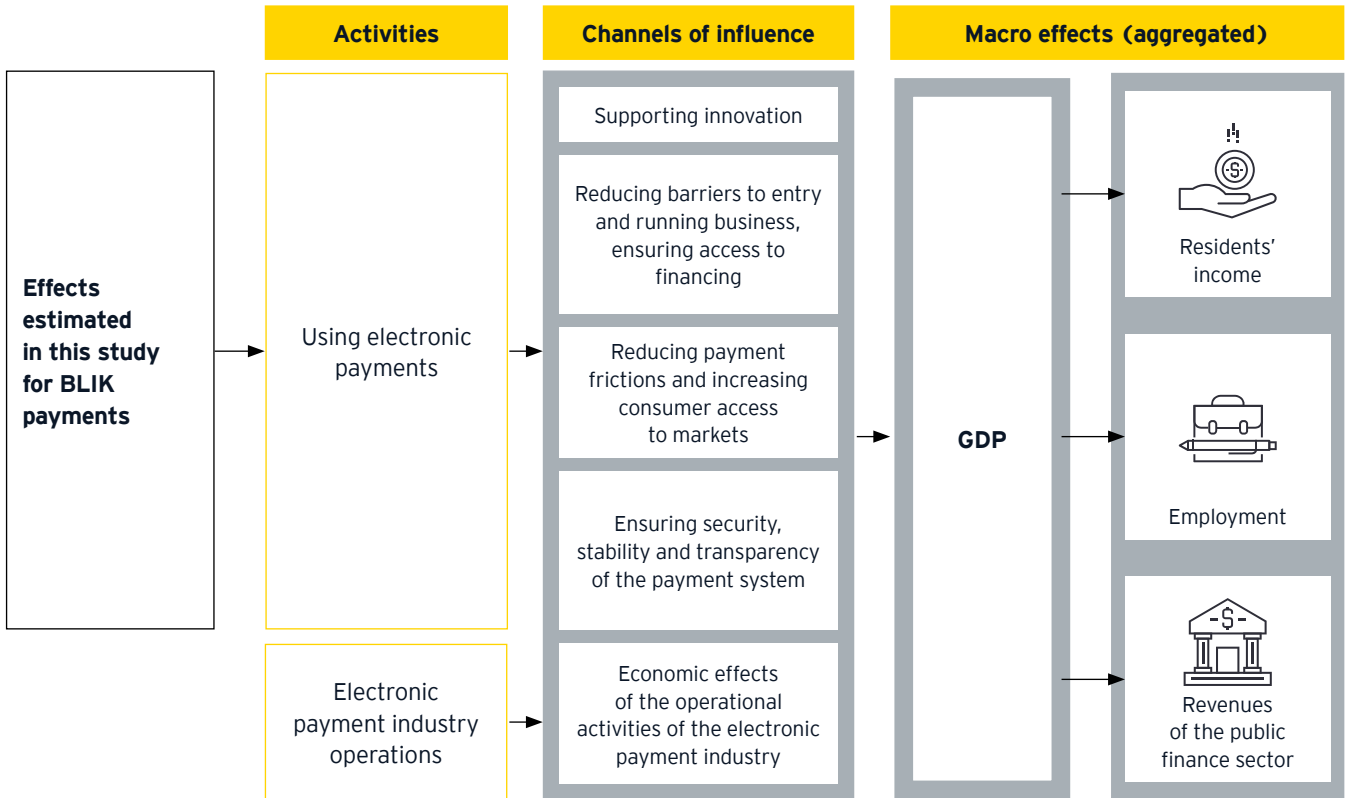 Activities
Channels of influence
Macro effects (aggregated)
Effects
estimated
in this study
for BLIK
payments
Using electronic
payments
Electronic
payment industry
operations
Supporting innovation
Reducing barriers to entry
and running business,
ensuring access to
financing
Reducing payment
frictions and increasing
consumer access
to markets
Ensuring security,
stability and transparency
of the payment system
Economic effects
of the operational
activities of the electronic
payment industry
GDP
-$-
Residents'
income
Employment
-$-
Revenues
of the public
finance sector